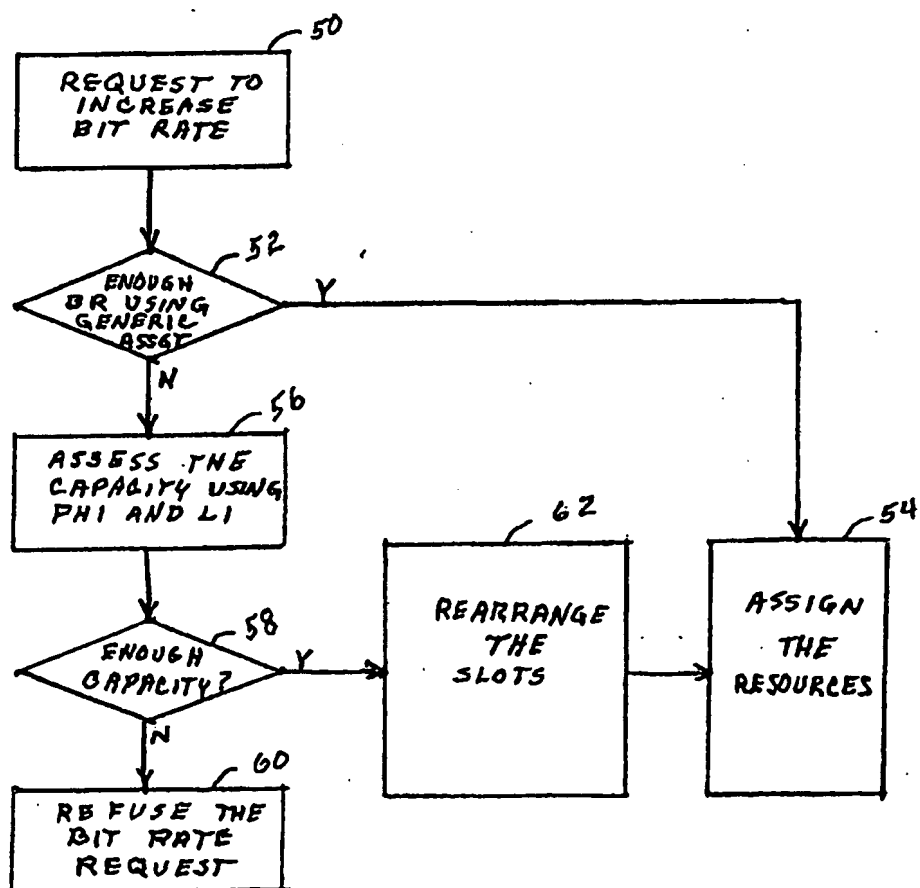 50
REQUEST TO
INCREASE
BIT RATE
52
ENOUGH
BR USING
GENERIC
ASSGT
Y
N
56
ASSESS THE
CAPACITY USING
PHI AND LI
58
ENOUGH
CAPACITY?
Y
N
62
REARRANGE
THE
SLOTS
54
ASSIGN
THE
RESOURCES
60
REFUSE THE
BIT RATE
REQUEST